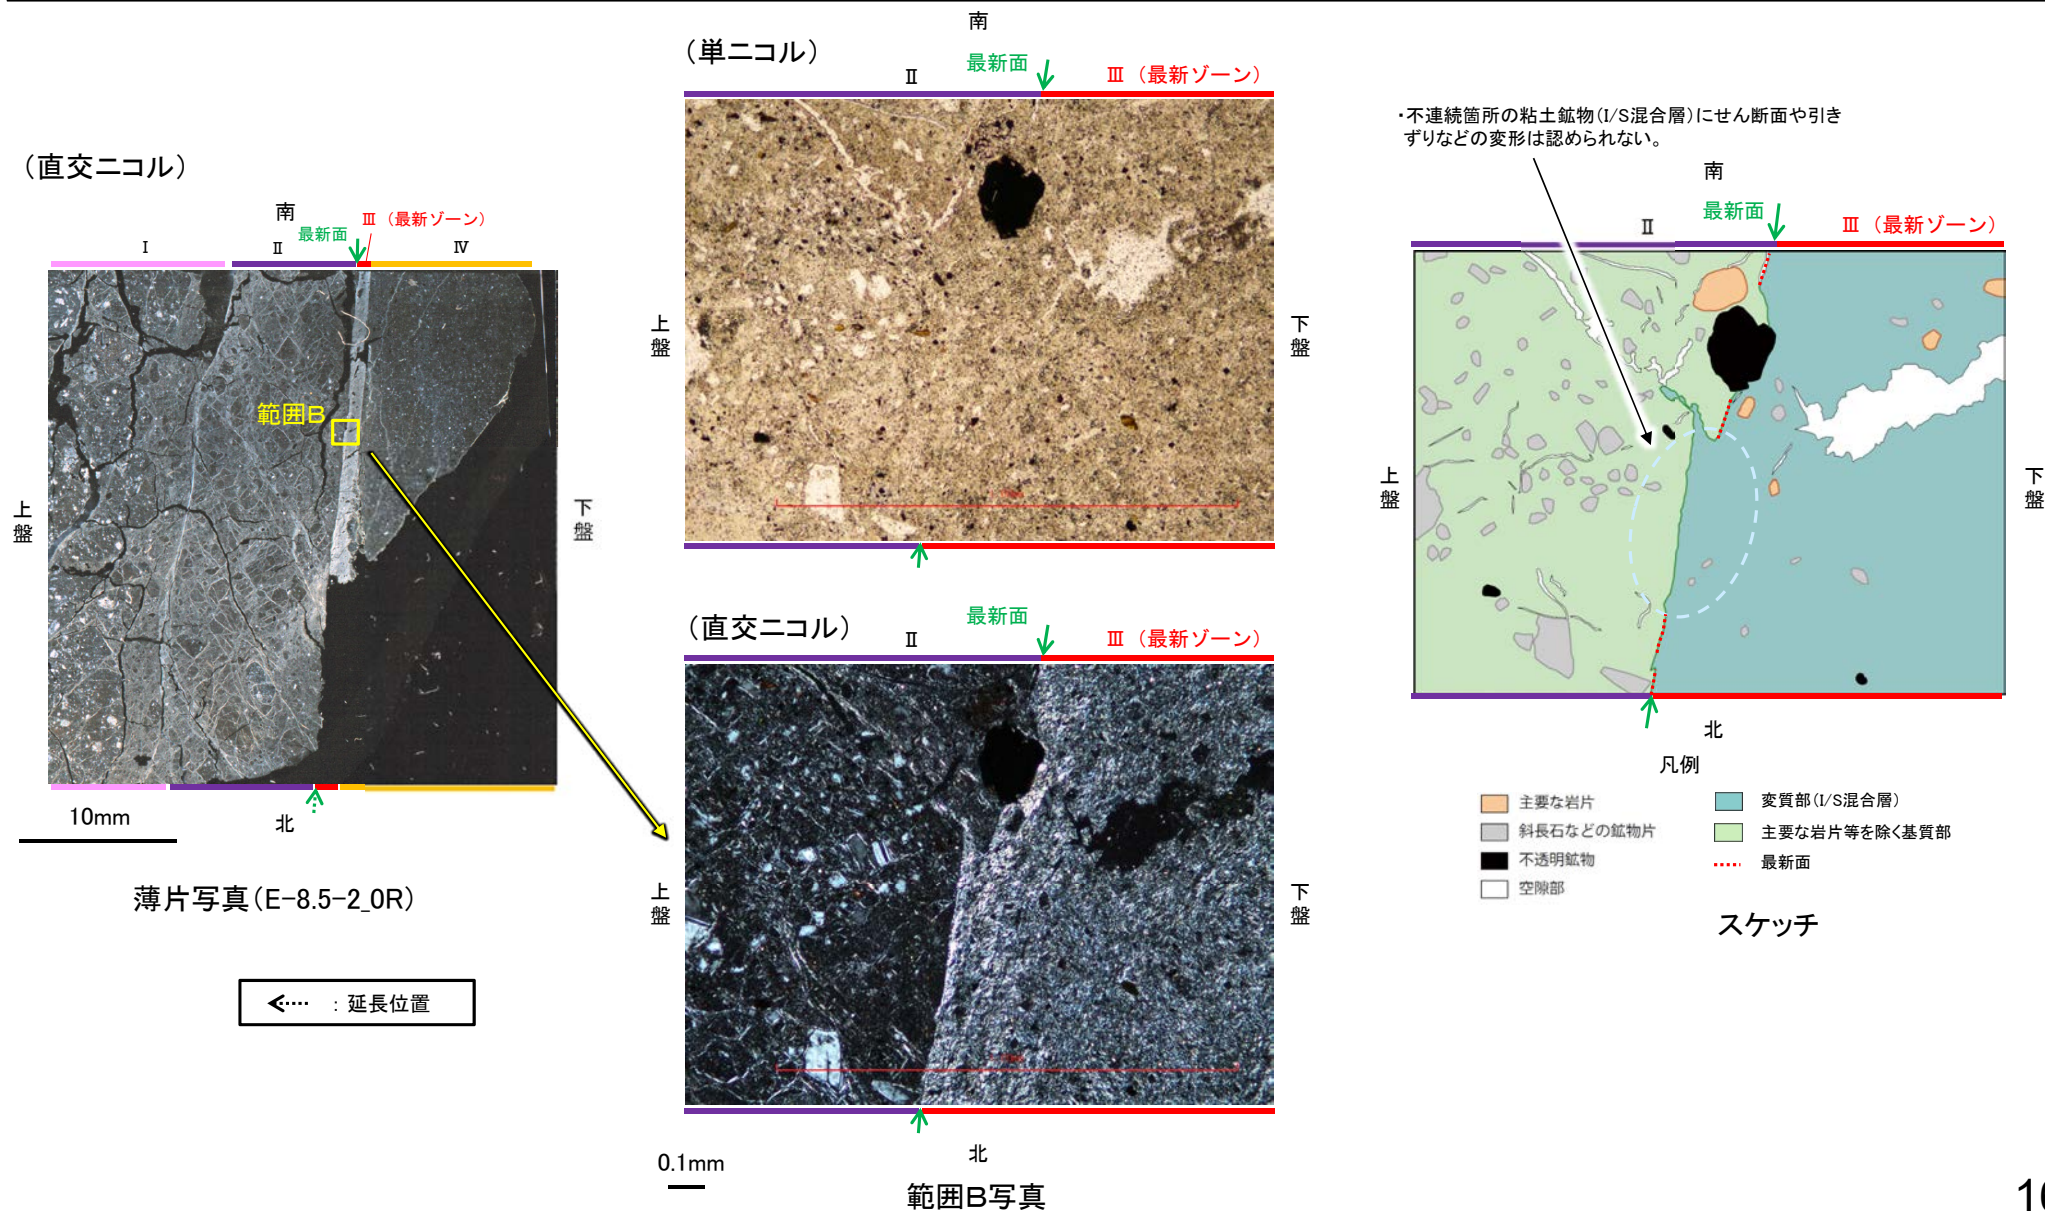 (直交ニコル)
南
最新面
Ⅲ (最新ゾーン)
Ⅰ
Ⅱ
Ⅳ
範囲B
上盤
下盤
10mm
北
薄片写真(E-8.5-2_0R)
:延長位置
南
(単ニコル)
最新面
Ⅱ
Ⅲ (最新ゾーン)
上盤
下盤
(直交ニコル)
最新面
Ⅱ
Ⅲ (最新ゾーン)
上盤
下盤
0.1mm
北
範囲B写真
・不連続箇所の粘土鉱物(I/S混合層)にせん断面や引き
ずりなどの変形は認められない。
南
最新面
Ⅱ
Ⅲ (最新ゾーン)
上盤
下盤
北
凡例
主要な岩片
斜長石などの鉱物片
不透明鉱物
空隙部
変質部(I/S混合層)
主要な岩片等を除く基質部
最新面
スケッチ